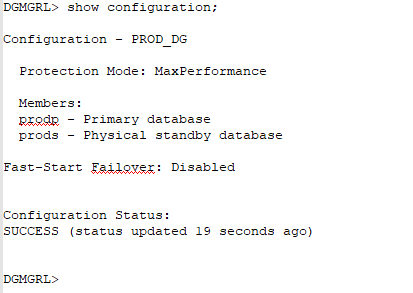 DGMGRL> show configuration;
Configuration - PROD_DG
Protection Mode: MaxPerformance
Members:
prodp - Primary database
prods - Physical standby database
Fast-Start Failover: Disabled
Configuration Status:
SUCCESS (status updated 19 seconds ago)
DGMGRL>